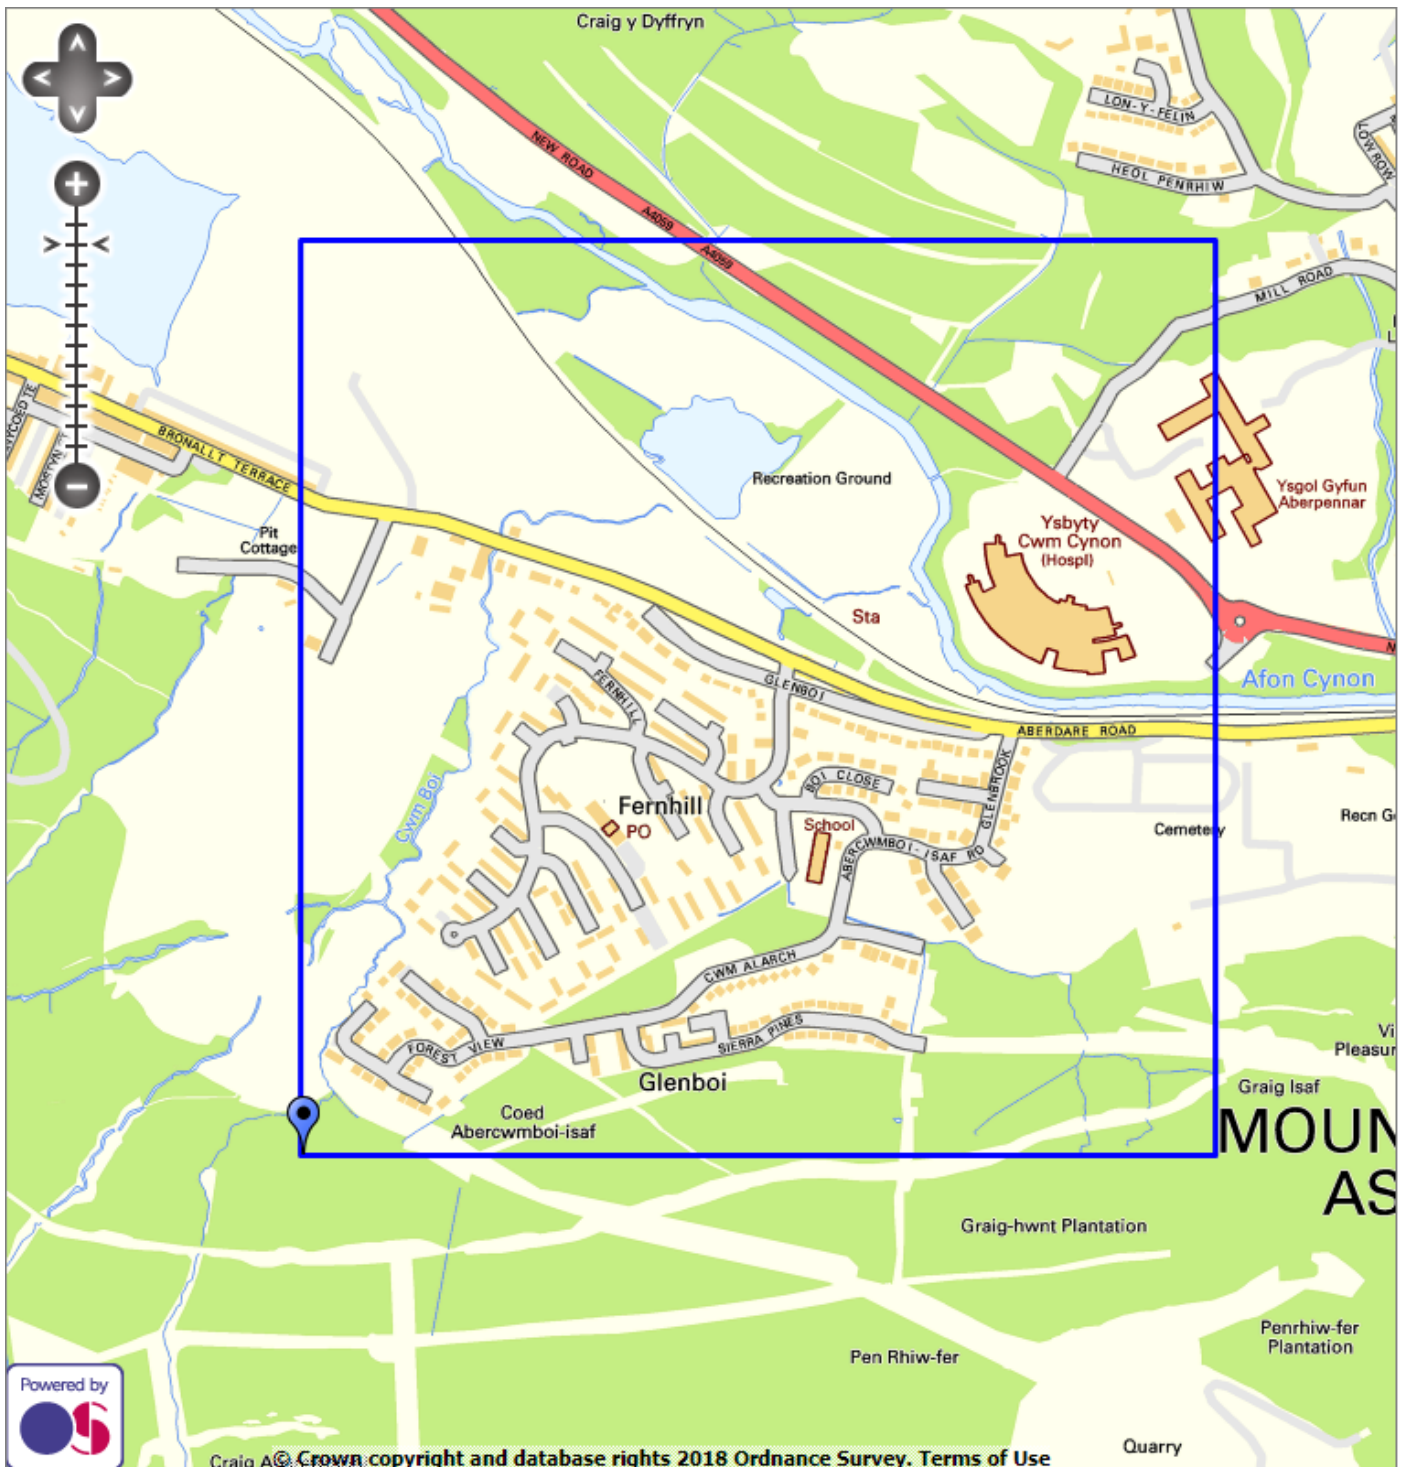 Craig y Dyffryn
LON-Y-FELIN
HEOL PENRHIW
LOW ROW
NEW ROAD
A4059
A4059
MILL ROAD
BRONALLT TERRACE
MOSTYN
Pit
Cottage
Recreation Ground
Ysbyty
Cwm Cynon
(Hospl)
Ysgol Gyfun
Aberpennar
Sta
Afon Cynon
FERNHILL
GLENBOI
ABERDARE ROAD
BOI CLOSE
GLENBROOK
Fernhill
PO
School
ABERCWMBOI-ISAF RD
Cemetery
Recn G
Cwm Boi
CWM ALARCH
FOREST VIEW
SIERRA PINES
Glenboi
Vi
Pleasur
Graig Isaf
Coed
Abercwmboi-isaf
MOUN
AS
Graig-hwnt Plantation
Penrhiw-fer
Plantation
Pen Rhiw-fer
Powered by
OS
Quarry
Craig A
© Crown copyright and database rights 2018 Ordnance Survey. Terms of Use